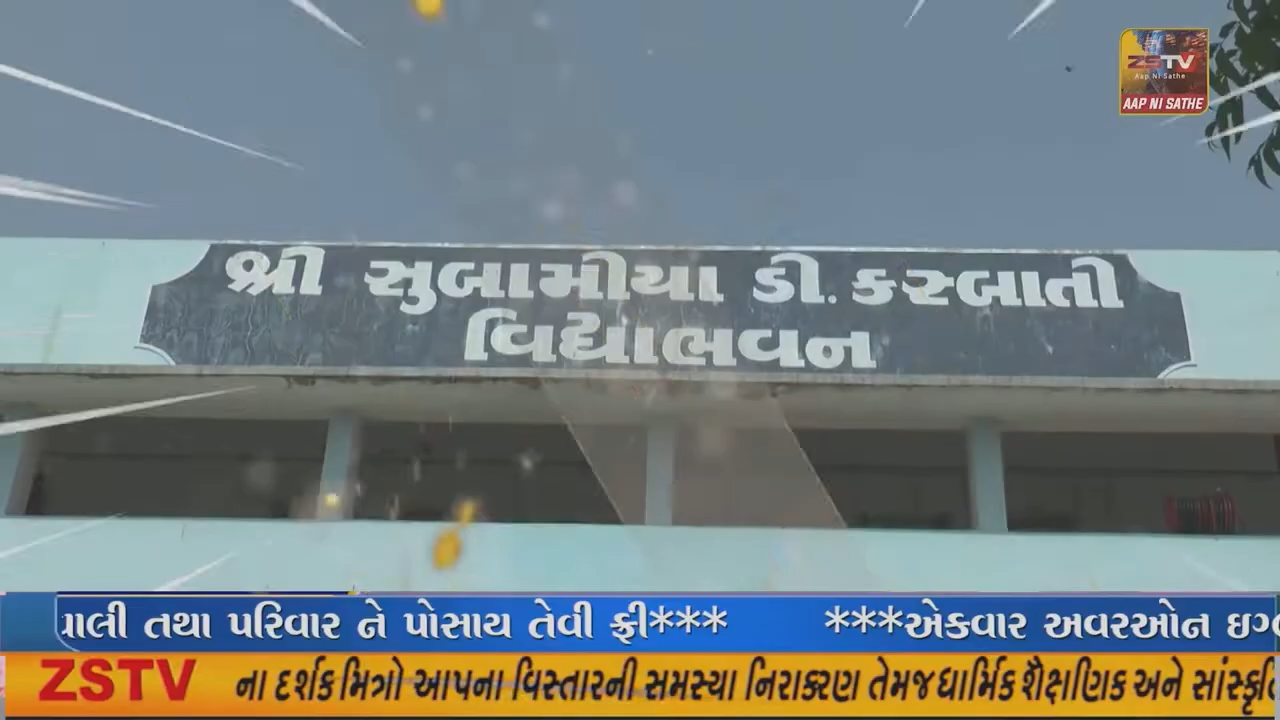 ZSTV
Aap Ni Sathe
AAP NI SATHE
શ્રી સુબામીયા ડી. કરબાતી
વિદ્યાભવન
તથા પરિવાર ને પોસાય તેવી ફ્રી*** ***એકવાર અવરઓન
ZSTV ના દર્શક મિત્રો આપના વિસ્તારની સમસ્યા નિરાકરણ તેમજ ધાર્મિક શૈક્ષણિક અને